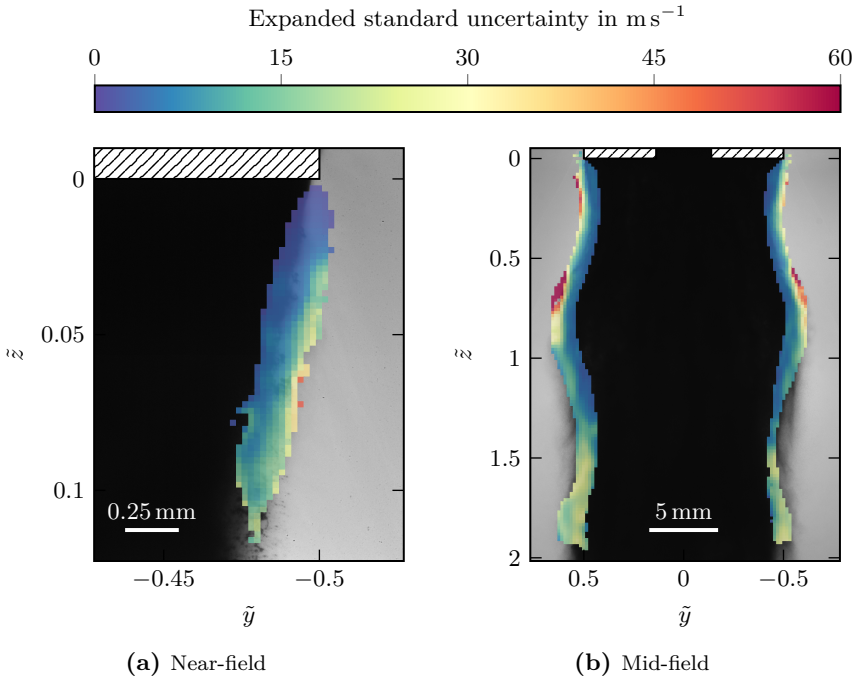 Expanded standard uncertainty in m s⁻¹
0 15 30 45 60
0
0.05
0.1
z̃
0.25 mm
−0.45 −0.5
ỹ
(a) Near-field
0
0.5
1
1.5
2
z̃
5 mm
0.5 0 −0.5
ỹ
(b) Mid-field